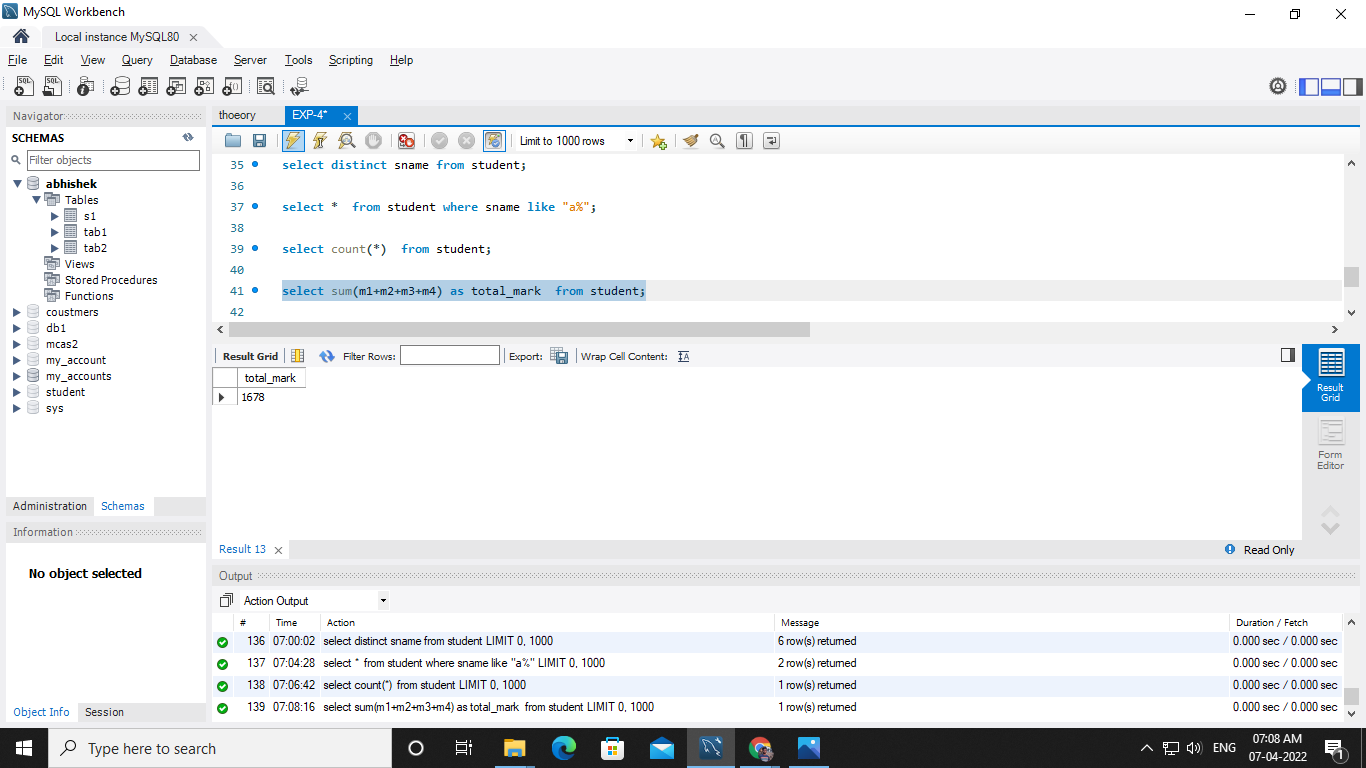 MySQL Workbench
Local instance MySQL80
File Edit View Query Database Server Tools Scripting Help
Navigator
SCHEMAS
Filter objects
abhishek
Tables
s1
tab1
tab2
Views
Stored Procedures
Functions
coustmers
db1
mcas2
my_account
my_accounts
student
sys
Administration Schemas
Information
No object selected
Object Info Session
thoeory EXP-4*
Limit to 1000 rows
35 select distinct sname from student;
36
37 select *  from student where sname like "a%";
38
39 select count(*)  from student;
40
41 select sum(m1+m2+m3+m4) as total_mark  from student;
42
Result Grid Filter Rows: Export: Wrap Cell Content:
total_mark
1678
Result Grid
Form Editor
Result 13
Read Only
Output
Action Output
# Time Action Message Duration / Fetch
136 07:00:02 select distinct sname from student LIMIT 0, 1000 6 row(s) returned 0.000 sec / 0.000 sec
137 07:04:28 select *  from student where sname like "a%" LIMIT 0, 1000 2 row(s) returned 0.000 sec / 0.000 sec
138 07:06:42 select count(*)  from student LIMIT 0, 1000 1 row(s) returned 0.000 sec / 0.000 sec
139 07:08:16 select sum(m1+m2+m3+m4) as total_mark  from student LIMIT 0, 1000 1 row(s) returned 0.000 sec / 0.000 sec
Type here to search
ENG
07:08 AM
07-04-2022
1